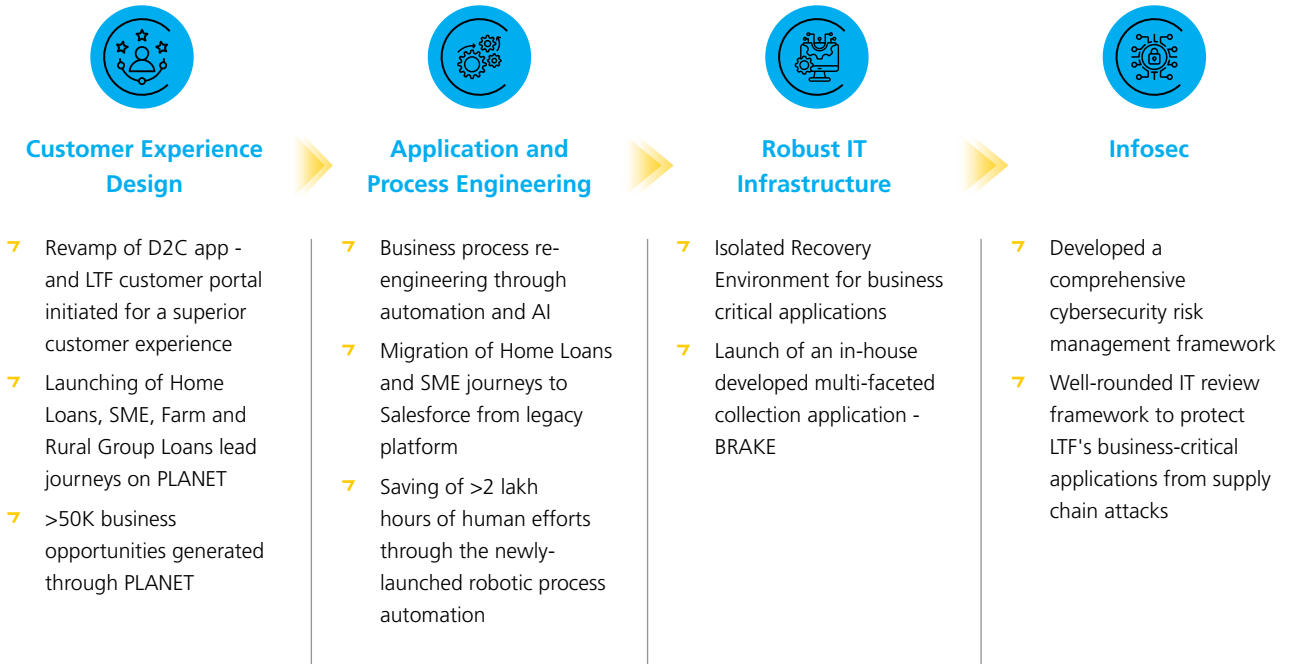 Customer Experience
Design
Revamp of D2C app -
and LTF customer portal
initiated for a superior
customer experience
Launching of Home
Loans, SME, Farm and
Rural Group Loans lead
journeys on PLANET
>50K business
opportunities generated
through PLANET
Application and
Process Engineering
Business process re-
engineering through
automation and AI
Migration of Home Loans
and SME journeys to
Salesforce from legacy
platform
Saving of >2 lakh
hours of human efforts
through the newly-
launched robotic process
automation
Robust IT
Infrastructure
Isolated Recovery
Environment for business
critical applications
Launch of an in-house
developed multi-faceted
collection application -
BRAKE
Infosec
Developed a
comprehensive
cybersecurity risk
management framework
Well-rounded IT review
framework to protect
LTF's business-critical
applications from supply
chain attacks